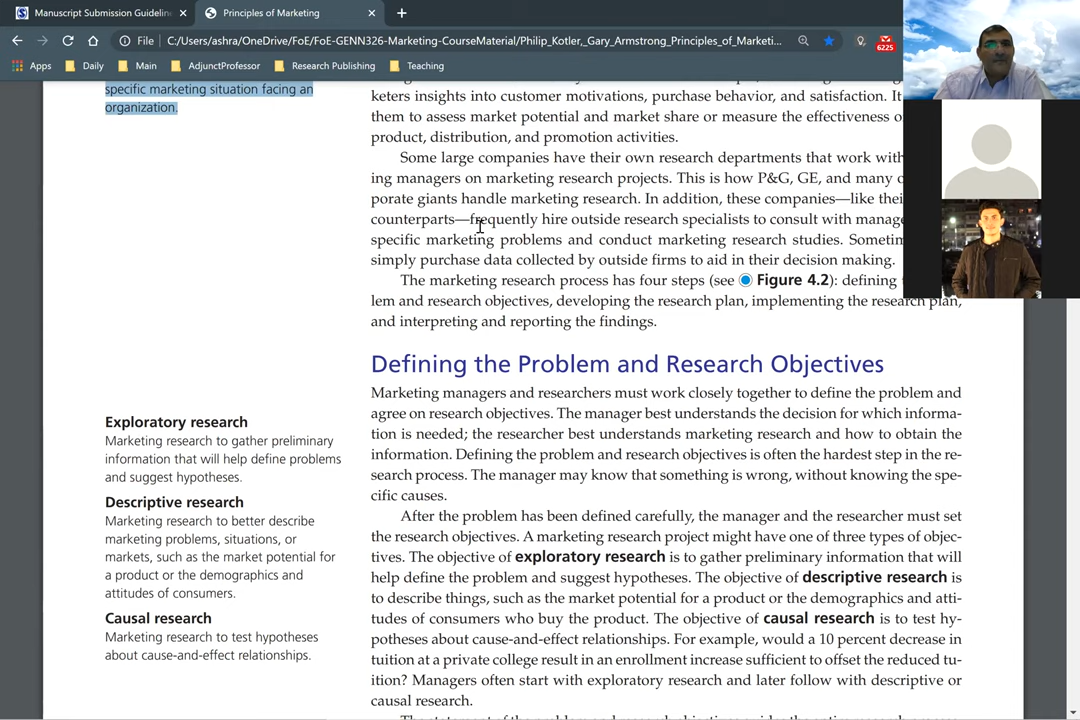 Manuscript Submission Guideline
Principles of Marketing
File
C:/Users/ashra/OneDrive/FoE/FoE-GENN326-Marketing-CourseMaterial/Philip_Kotler,_Gary_Armstrong_Principles_of_Marketi...
6225
Apps
Daily
Main
AdjunctProfessor
Research Publishing
Teaching
specific marketing situation facing an
organization.
keters insights into customer motivations, purchase behavior, and satisfaction. It
them to assess market potential and market share or measure the effectiveness o
product, distribution, and promotion activities.
Some large companies have their own research departments that work with
ing managers on marketing research projects. This is how P&G, GE, and many o
porate giants handle marketing research. In addition, these companies—like thei
counterparts—frequently hire outside research specialists to consult with manage
specific marketing problems and conduct marketing research studies. Sometim
simply purchase data collected by outside firms to aid in their decision making.
The marketing research process has four steps (see Figure 4.2): defining
lem and research objectives, developing the research plan, implementing the research plan,
and interpreting and reporting the findings.
Defining the Problem and Research Objectives
Marketing managers and researchers must work closely together to define the problem and
agree on research objectives. The manager best understands the decision for which informa-
tion is needed; the researcher best understands marketing research and how to obtain the
information. Defining the problem and research objectives is often the hardest step in the re-
search process. The manager may know that something is wrong, without knowing the spe-
cific causes.
After the problem has been defined carefully, the manager and the researcher must set
the research objectives. A marketing research project might have one of three types of objec-
tives. The objective of exploratory research is to gather preliminary information that will
help define the problem and suggest hypotheses. The objective of descriptive research is
to describe things, such as the market potential for a product or the demographics and atti-
tudes of consumers who buy the product. The objective of causal research is to test hy-
potheses about cause-and-effect relationships. For example, would a 10 percent decrease in
tuition at a private college result in an enrollment increase sufficient to offset the reduced tu-
ition? Managers often start with exploratory research and later follow with descriptive or
causal research.
Exploratory research
Marketing research to gather preliminary
information that will help define problems
and suggest hypotheses.
Descriptive research
Marketing research to better describe
marketing problems, situations, or
markets, such as the market potential for
a product or the demographics and
attitudes of consumers.
Causal research
Marketing research to test hypotheses
about cause-and-effect relationships.